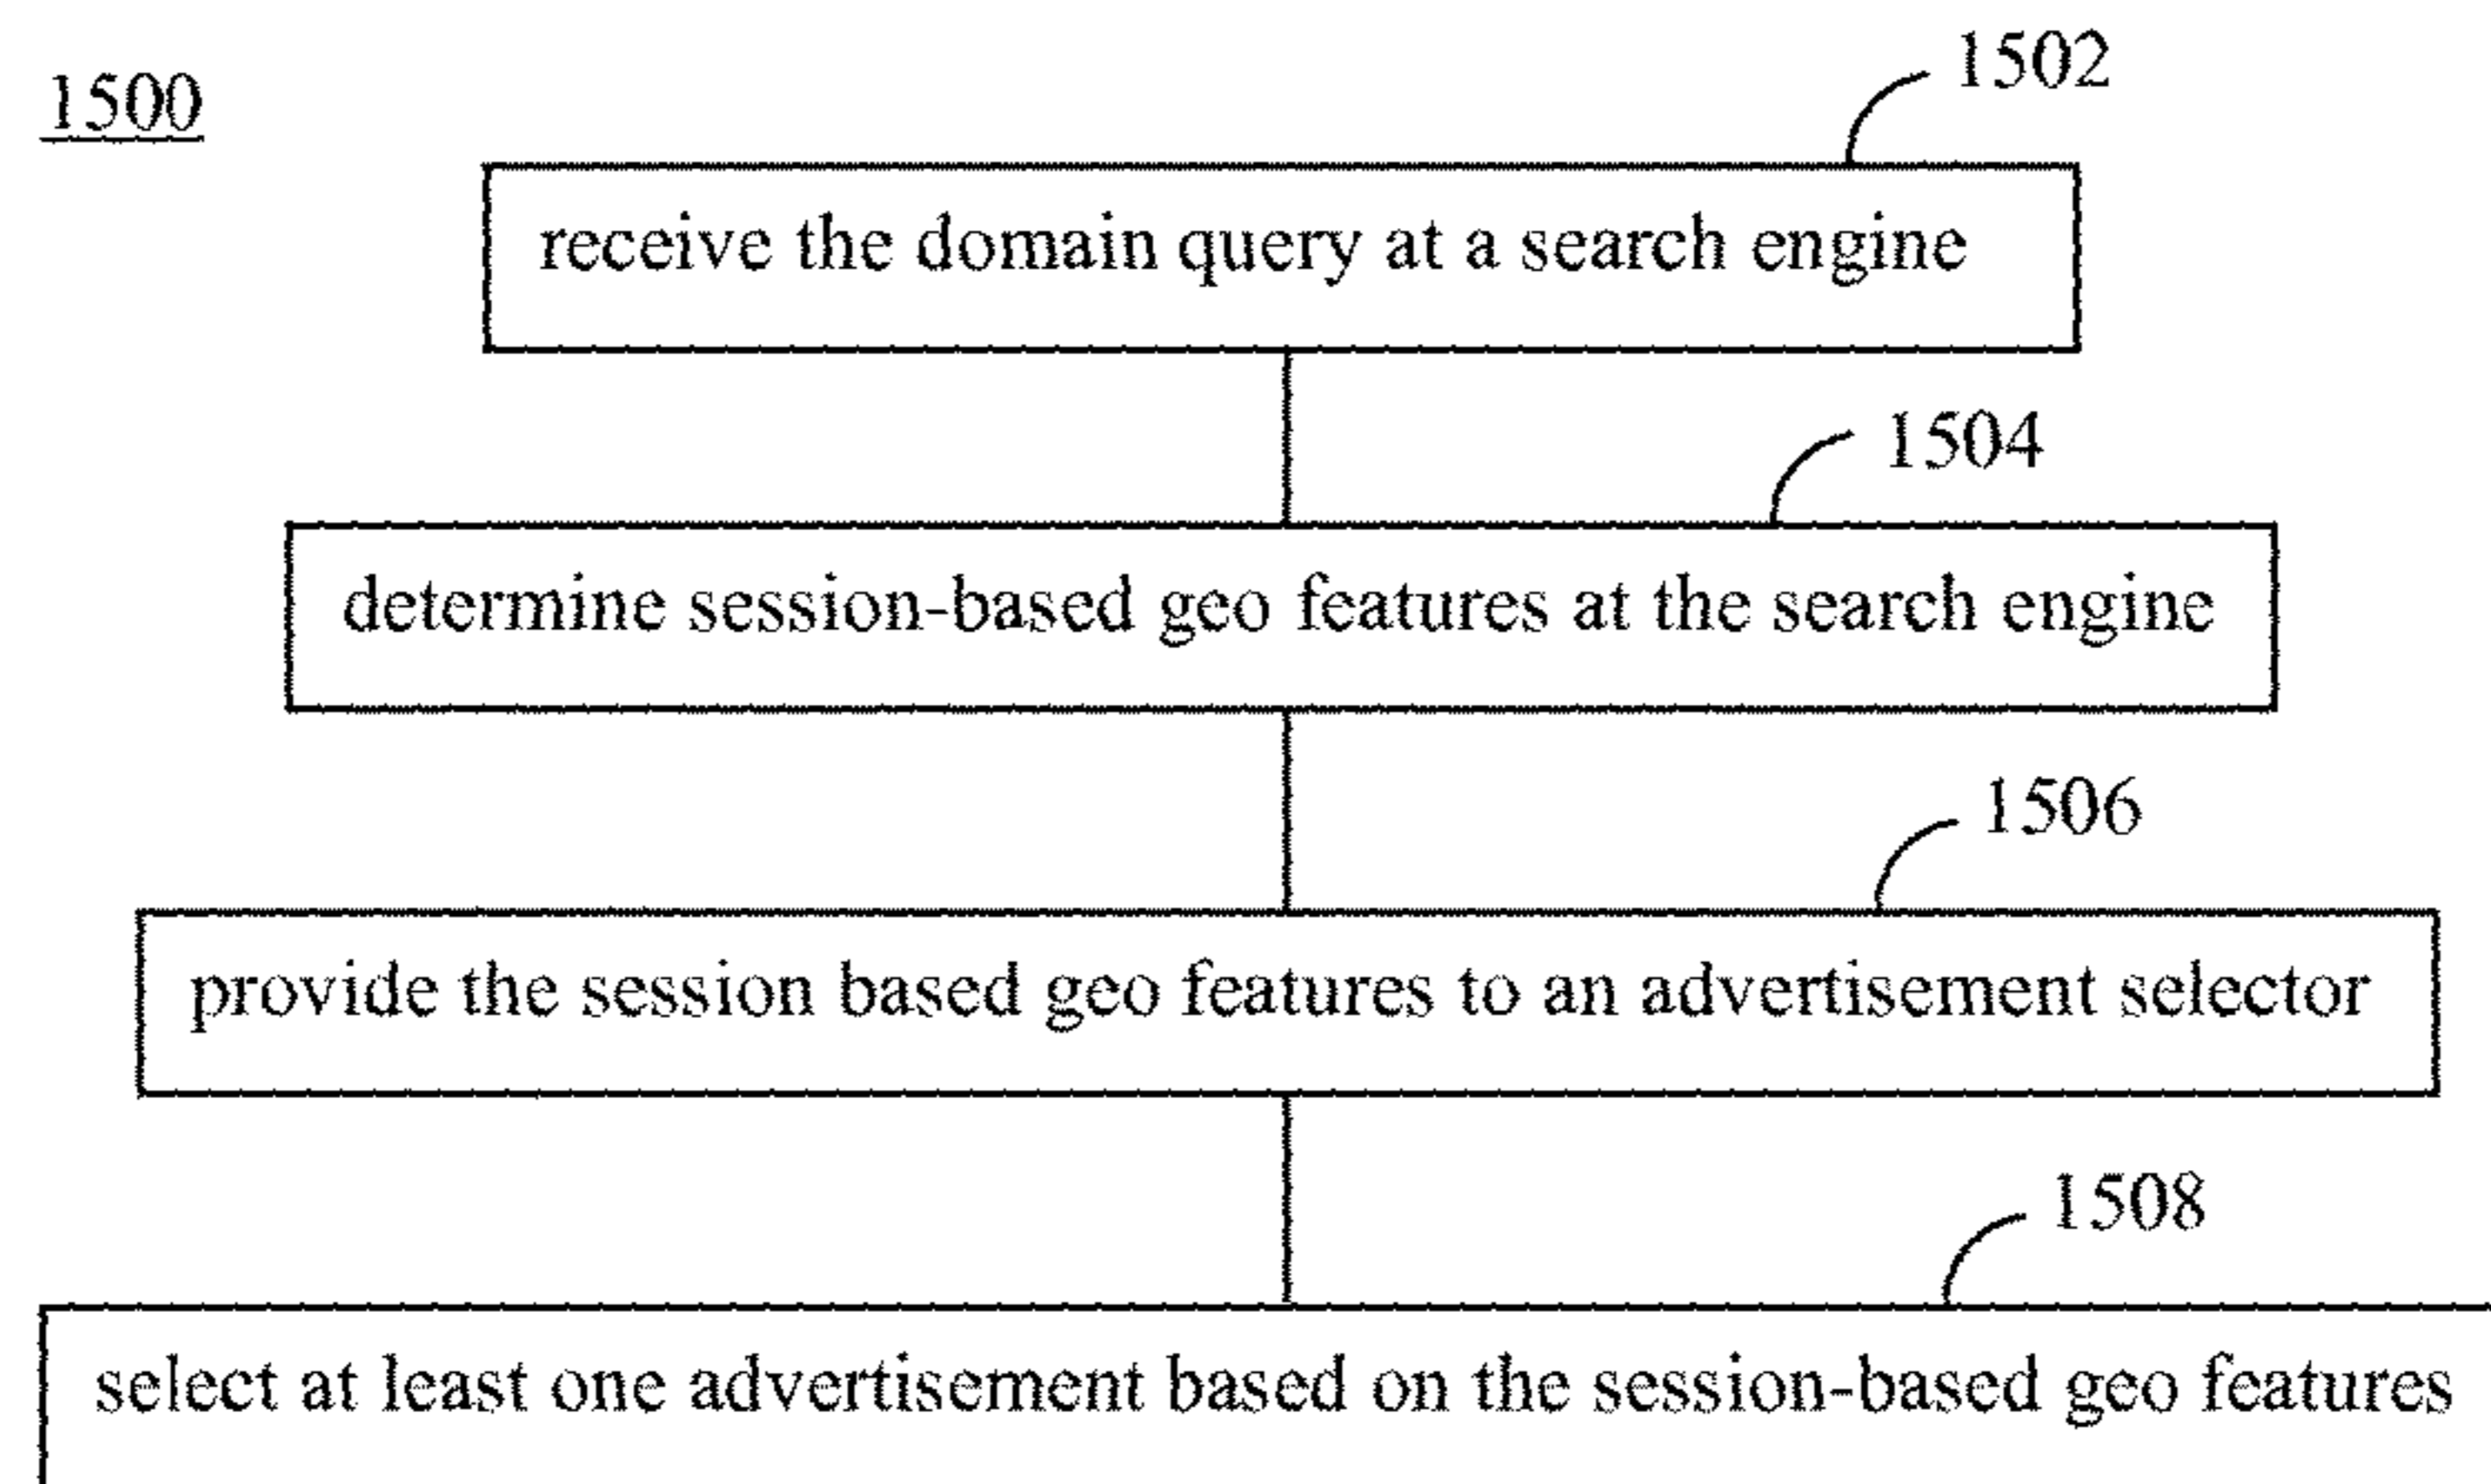 1500
1502
receive the domain query at a search engine
1504
determine session-based geo features at the search engine
1506
provide the session based geo features to an advertisement selector
1508
select at least one advertisement based on the session-based geo features